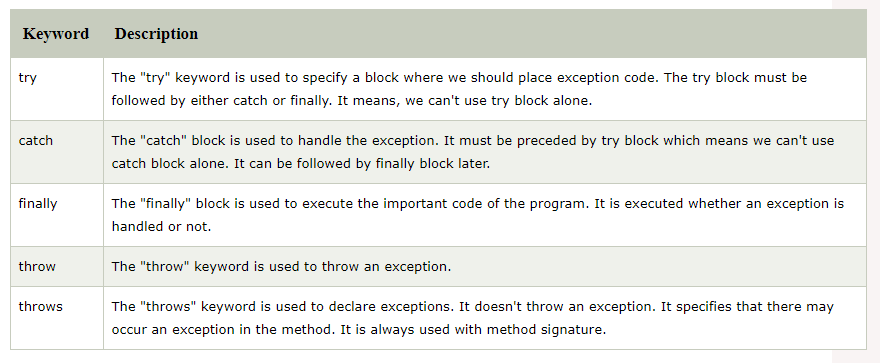 Keyword Description
try The "try" keyword is used to specify a block where we should place exception code. The try block must be
followed by either catch or finally. It means, we can't use try block alone.
catch The "catch" block is used to handle the exception. It must be preceded by try block which means we can't use
catch block alone. It can be followed by finally block later.
finally The "finally" block is used to execute the important code of the program. It is executed whether an exception is
handled or not.
throw The "throw" keyword is used to throw an exception.
throws The "throws" keyword is used to declare exceptions. It doesn't throw an exception. It specifies that there may
occur an exception in the method. It is always used with method signature.